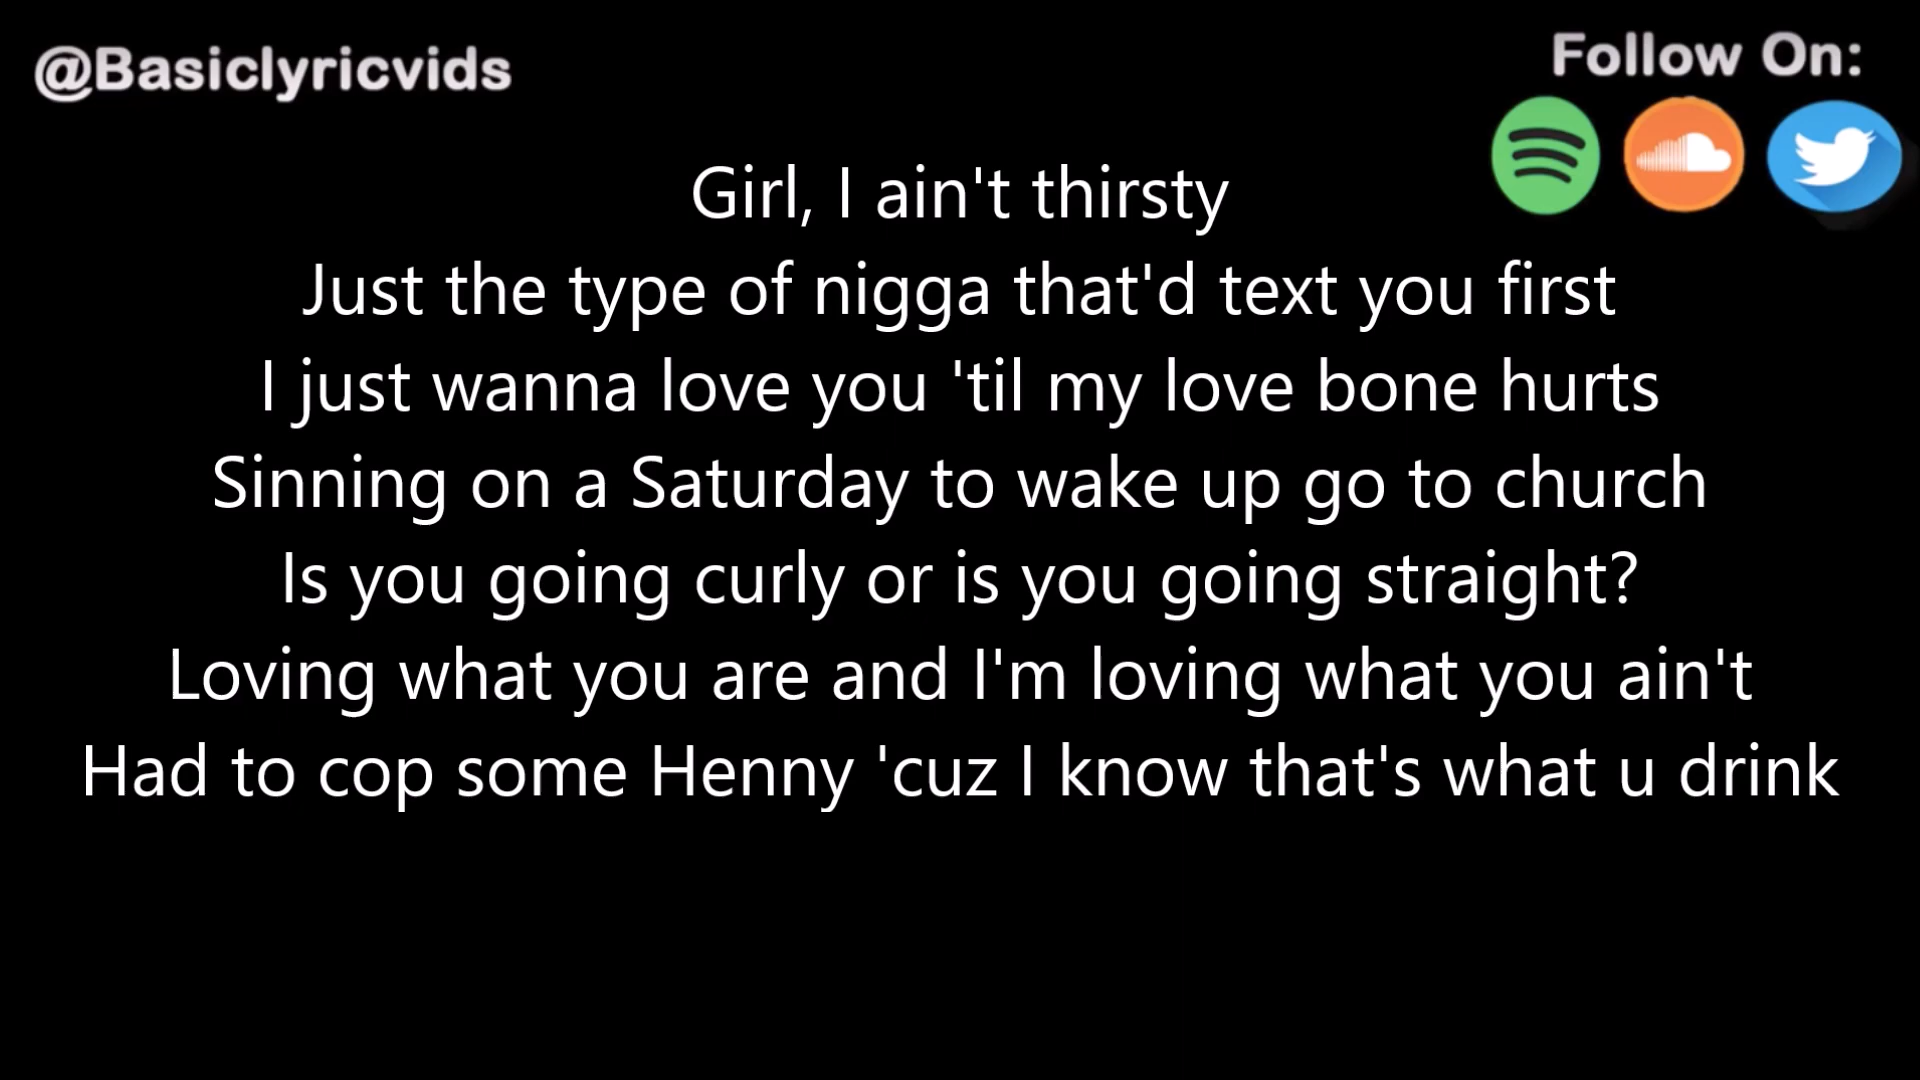 @Basiclyricvids
Follow On:
Girl, I ain't thirsty
Just the type of nigga that'd text you first
I just wanna love you 'til my love bone hurts
Sinning on a Saturday to wake up go to church
Is you going curly or is you going straight?
Loving what you are and I'm loving what you ain't
Had to cop some Henny 'cuz I know that's what u drink